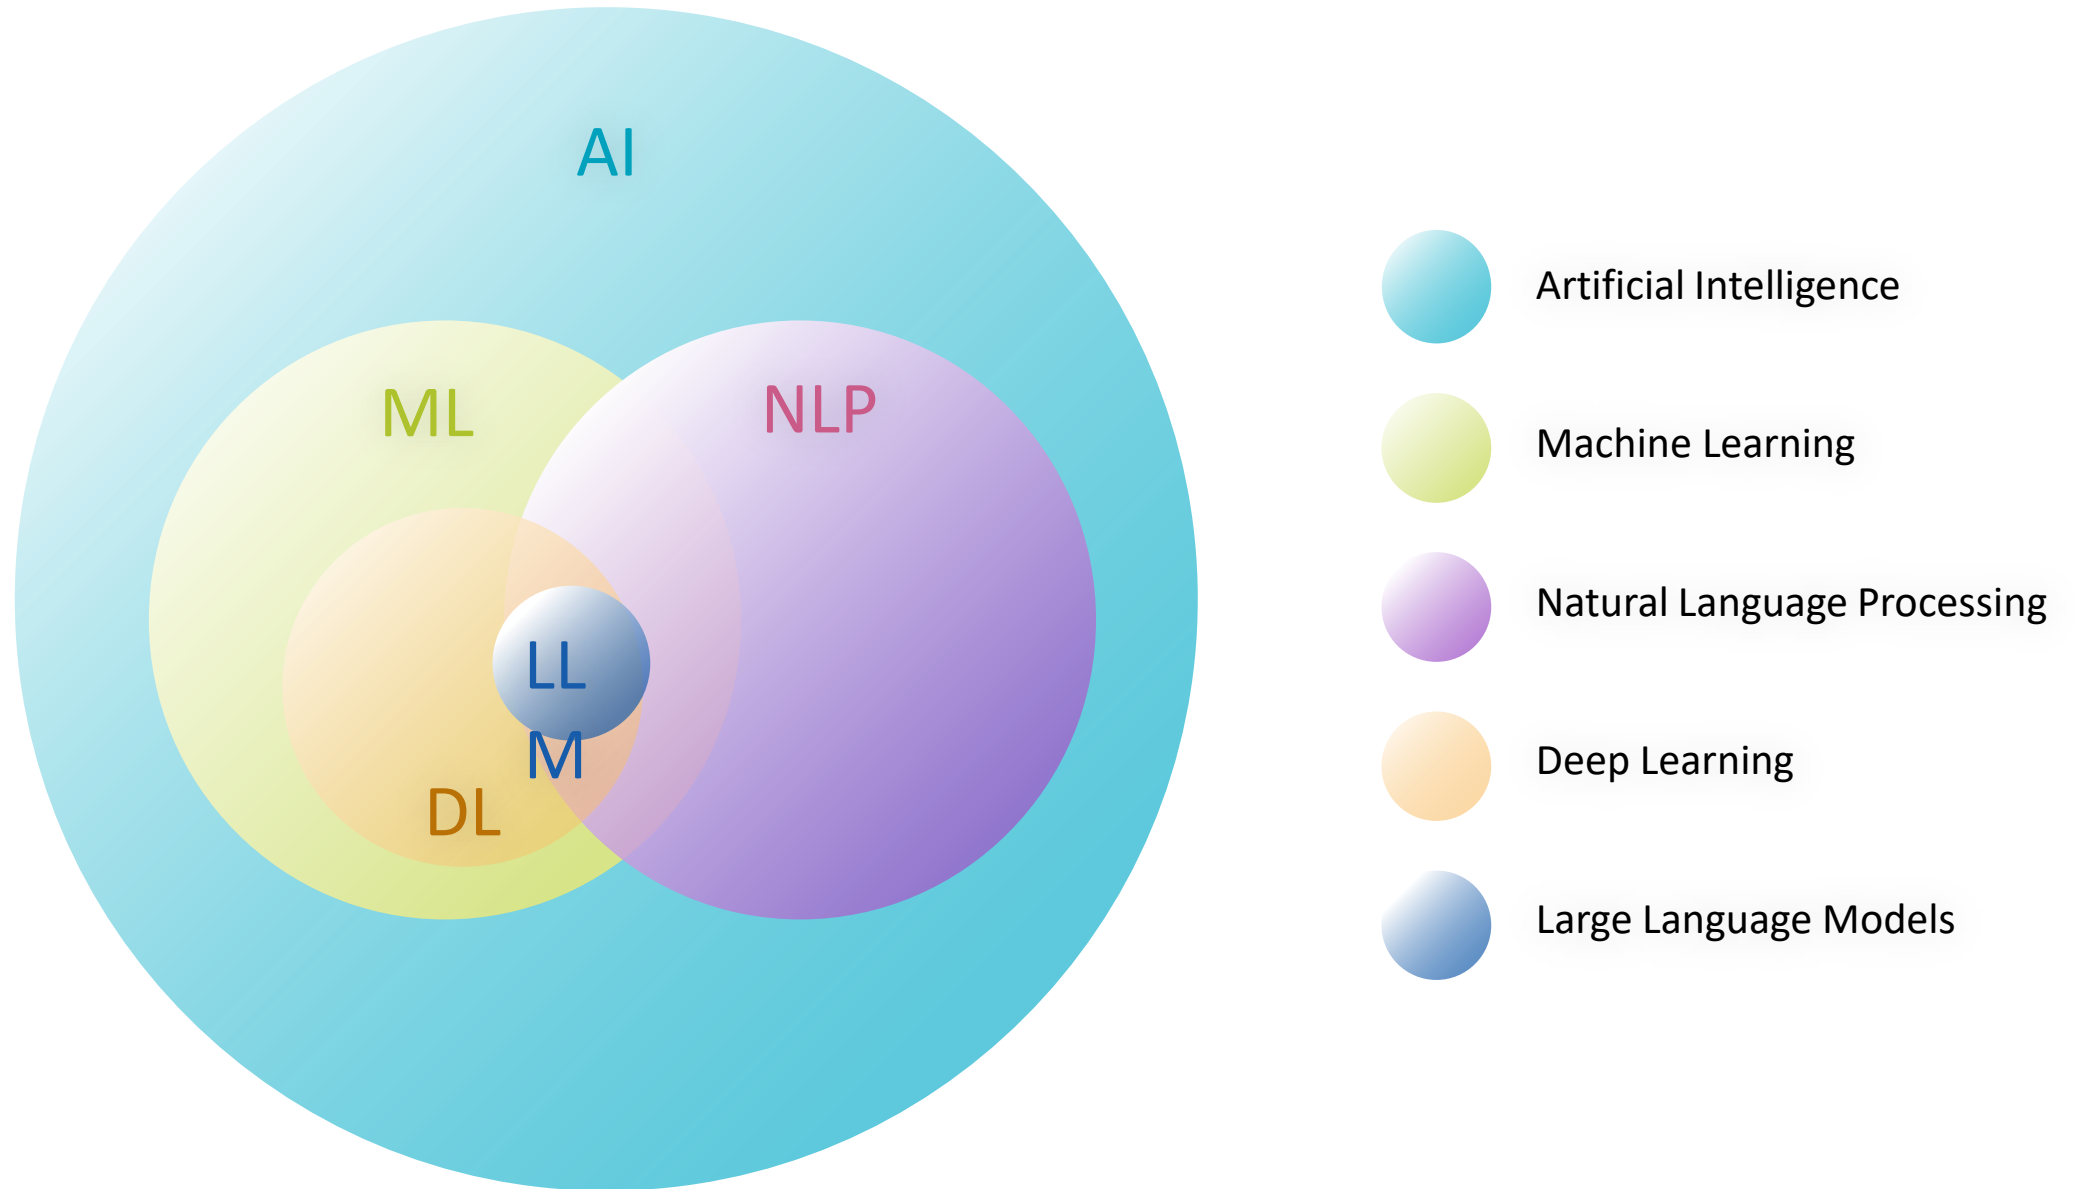 AI
ML
NLP
LL
M
DL
Artificial Intelligence
Machine Learning
Natural Language Processing
Deep Learning
Large Language Models